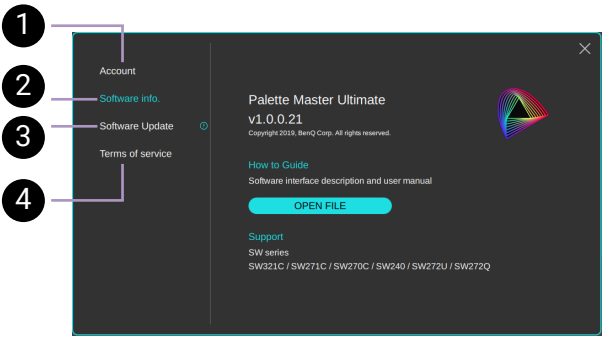 1
Account
2
Software info.
3
Software Update
Terms of service
4
Palette Master Ultimate
v1.0.0.21
Copyright 2019, BenQ Corp. All rights reserved.
How to Guide
Software interface description and user manual
OPEN FILE
Support
SW series
SW321C / SW271C / SW270C / SW240 / SW272U / SW272Q